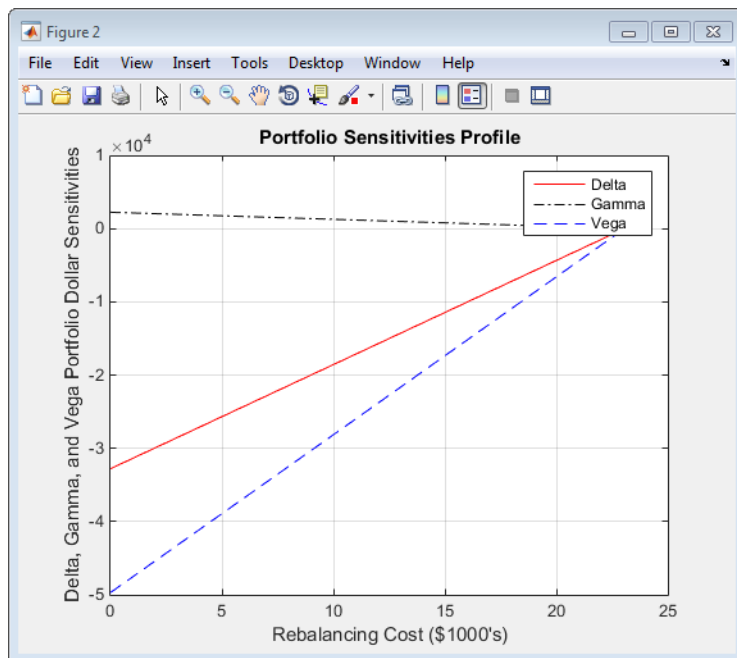 Figure 2
File Edit View Insert Tools Desktop Window Help
Portfolio Sensitivities Profile
×10⁴
Delta, Gamma, and Vega Portfolio Dollar Sensitivities
1
0
-1
-2
-3
-4
-5
Delta
Gamma
Vega
0 5 10 15 20 25
Rebalancing Cost ($1000's)